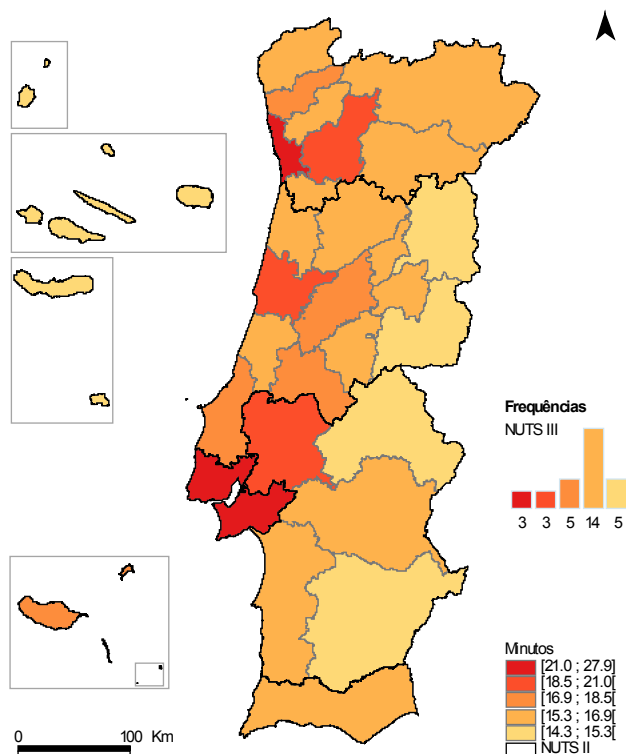 Frequências
NUTS III
3 3 5 14 5
Minutos
[21.0 ; 27.9]
[18.5 ; 21.0[
[16.9 ; 18.5[
[15.3 ; 16.9[
[14.3 ; 15.3[
NUTS II
0 100 Km